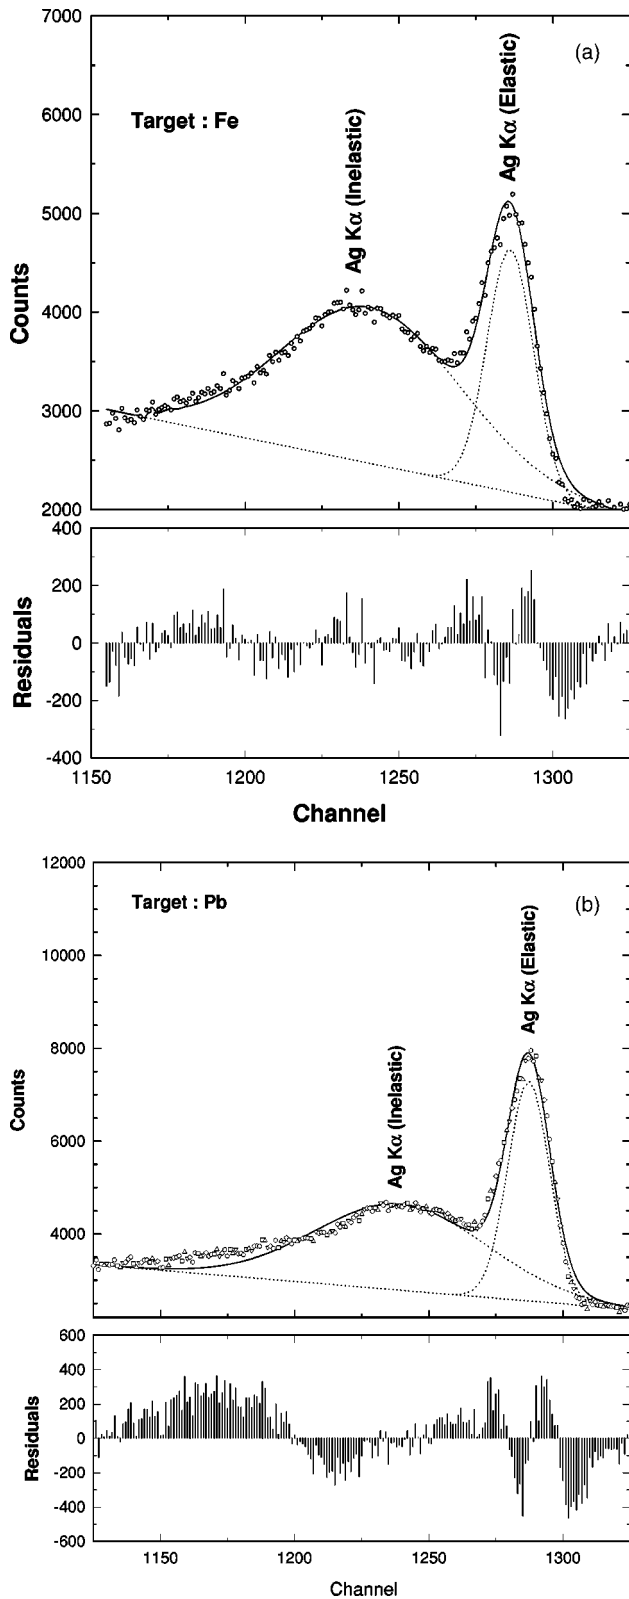 7000
(a)
Ag Kα (Elastic)
6000
Target : Fe
Ag Kα (Inelastic)
5000
Counts
4000
3000
2000
400
200
Residuals
0
-200
-400
1150
1200
1250
1300
Channel
12000
Target : Pb
(b)
10000
Ag Kα (Elastic)
8000
Ag Kα (Inelastic)
Counts
6000
4000
600
400
200
Residuals
0
-200
-400
-600
1150
1200
1250
1300
Channel